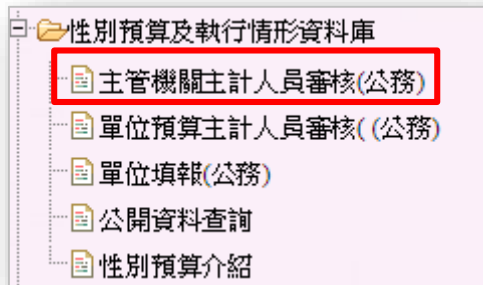 性別預算及執行情形資料庫
主管機關主計人員審核(公務)
單位預算主計人員審核( (公務)
單位填報(公務)
公開資料查詢
性別預算介紹